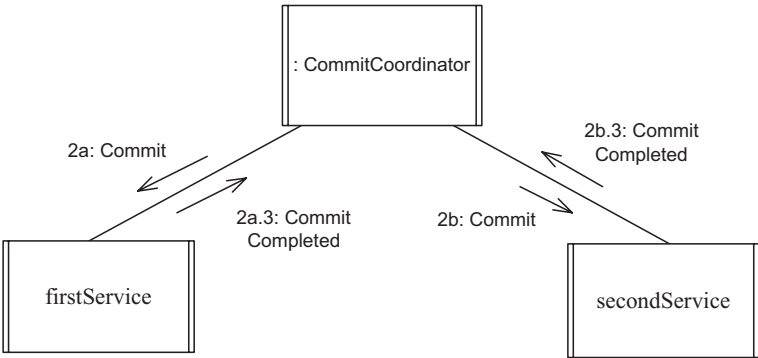 : CommitCoordinator
2a: Commit
2b.3: Commit
Completed
2a.3: Commit
Completed
2b: Commit
firstService
secondService